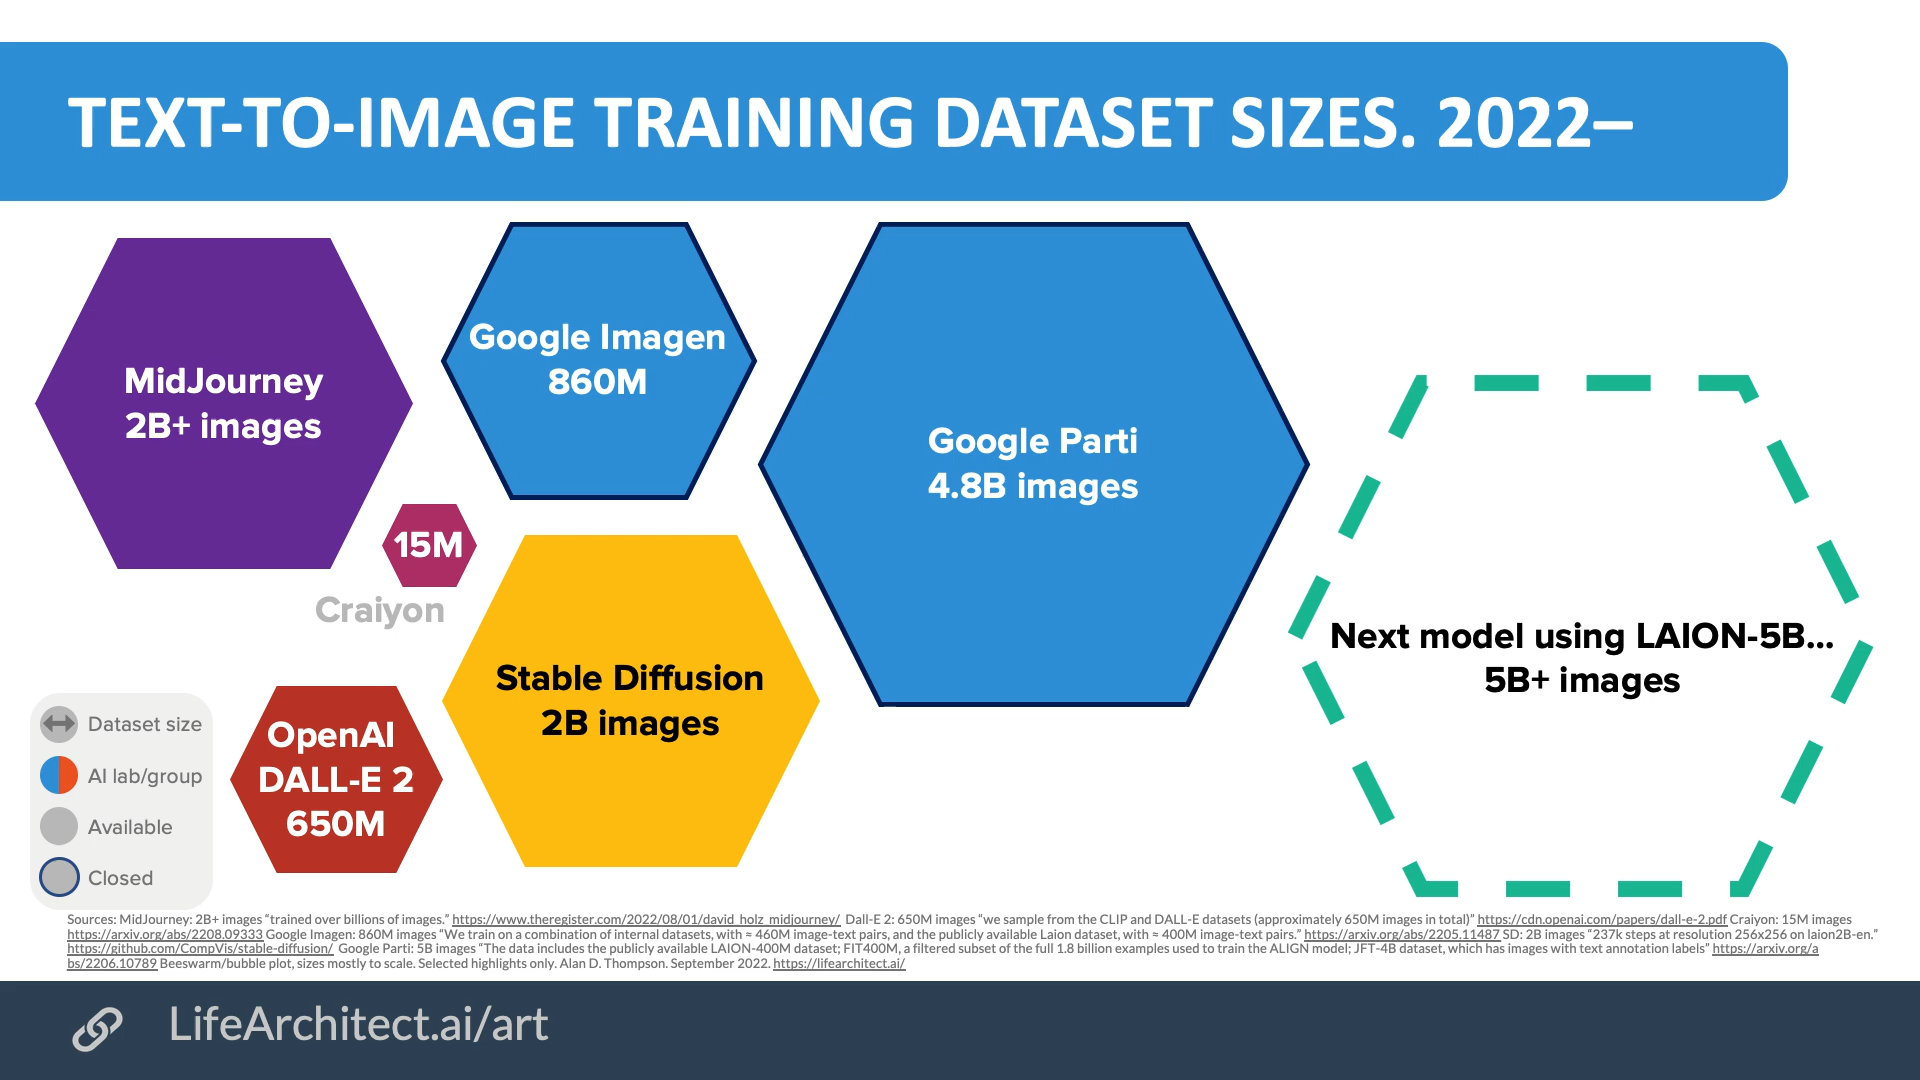 TEXT-TO-IMAGE TRAINING DATASET SIZES. 2022–
MidJourney
2B+ images
Google Imagen
860M
Google Parti
4.8B images
15M
Craiyon
Next model using LAION-5B...
5B+ images
Stable Diffusion
2B images
OpenAI
DALL-E 2
650M
Dataset size
AI lab/group
Available
Closed
Sources: MidJourney: 2B+ images “trained over billions of images.” https://www.theregister.com/2022/08/01/david_holz_midjourney/ Dall-E 2: 650M images “we sample from the CLIP and DALL-E datasets (approximately 650M images in total)” https://cdn.openai.com/papers/dall-e-2.pdf Craiyon: 15M images
https://arxiv.org/abs/2208.09333 Google Imagen: 860M images “We train on a combination of internal datasets, with ≈ 460M image-text pairs, and the publicly available Laion dataset, with ≈ 400M image-text pairs.” https://arxiv.org/abs/2205.11487 SD: 2B images “237k steps at resolution 256x256 on laion2B-en.”
https://github.com/CompVis/stable-diffusion/ Google Parti: 5B images “The data includes the publicly available LAION-400M dataset; FIT400M, a filtered subset of the full 1.8 billion examples used to train the ALIGN model; JFT-4B dataset, which has images with text annotation labels” https://arxiv.org/a
bs/2206.10789 Beeswarm/bubble plot, sizes mostly to scale. Selected highlights only. Alan D. Thompson. September 2022. https://lifearchitect.ai/
LifeArchitect.ai/art